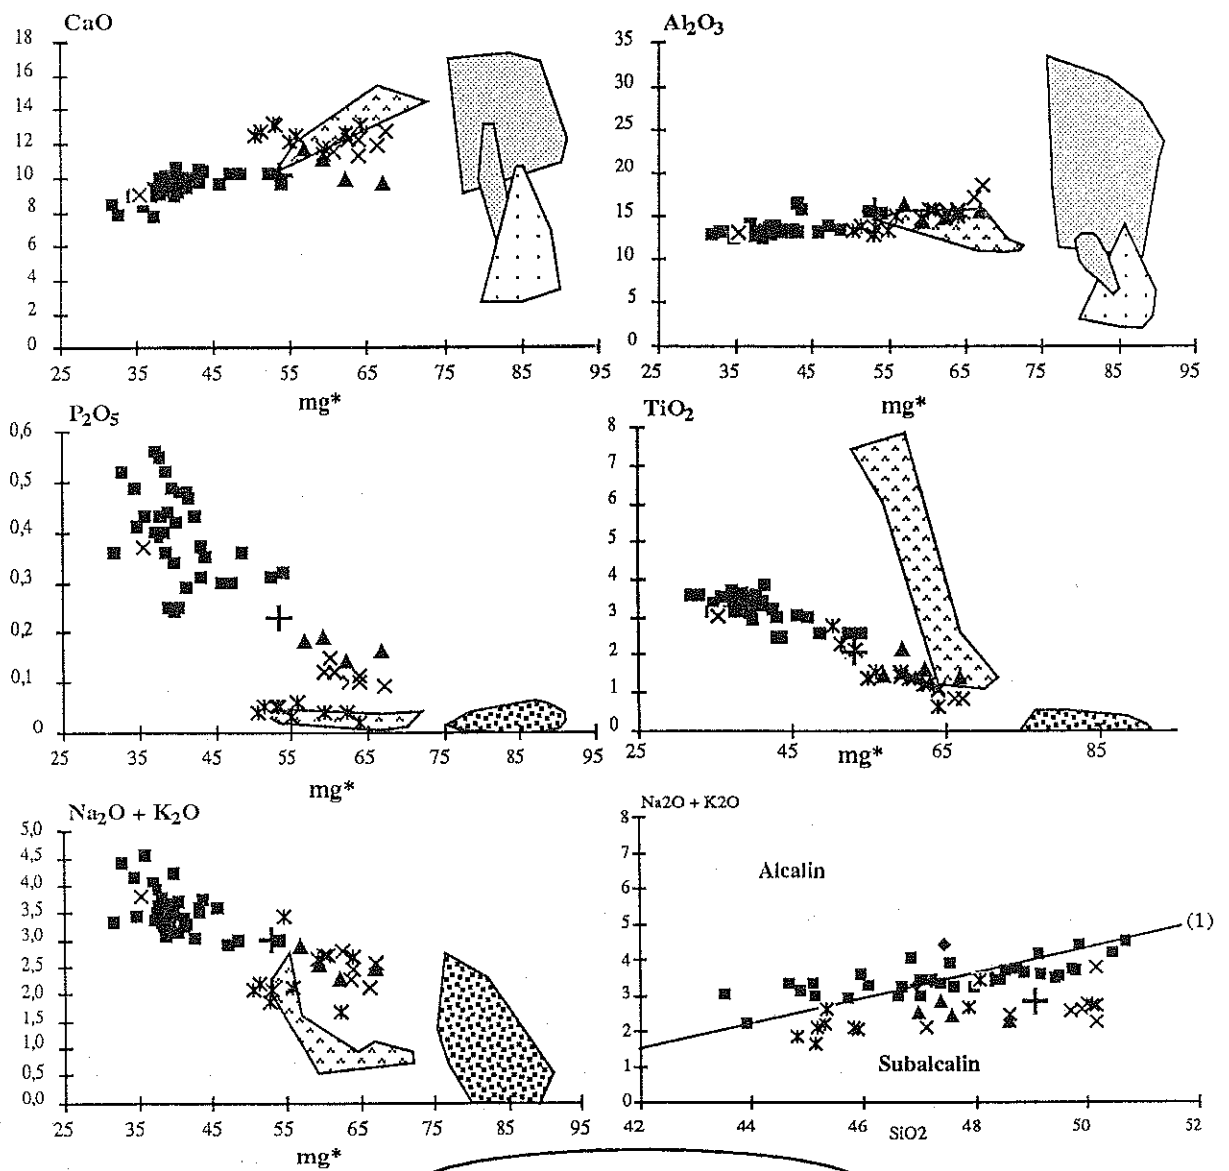 CaO
18
16
14
12
10
8
6
4
2
0
25 35 45 55 65 75 85 95
mg*
Al₂O₃
35
30
25
20
15
10
5
0
25 35 45 55 65 75 85 95
mg*
P₂O₅
0,6
0,5
0,4
0,3
0,2
0,1
0
25 35 45 55 65 75 85 95
mg*
TiO₂
8
7
6
5
4
3
2
1
0
25 45 65 85
mg*
Na₂O + K₂O
5,0
4,5
4,0
3,5
3,0
2,5
2,0
1,5
1,0
0,5
0,0
25 35 45 55 65 75 85 95
mg*
Na2O + K2O
8
7
6
5
4
3
2
1
0
Alcalin
(1)
Subalcalin
42 44 46 48 50 52
SiO2